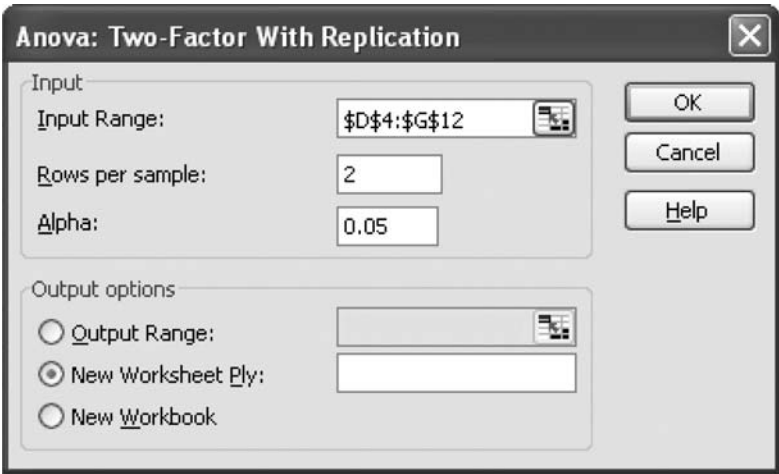 Anova: Two-Factor With Replication
Input
Input Range: $D$4:$G$12
Rows per sample: 2
Alpha: 0.05
OK
Cancel
Help
Output options
Output Range:
New Worksheet Ply:
New Workbook